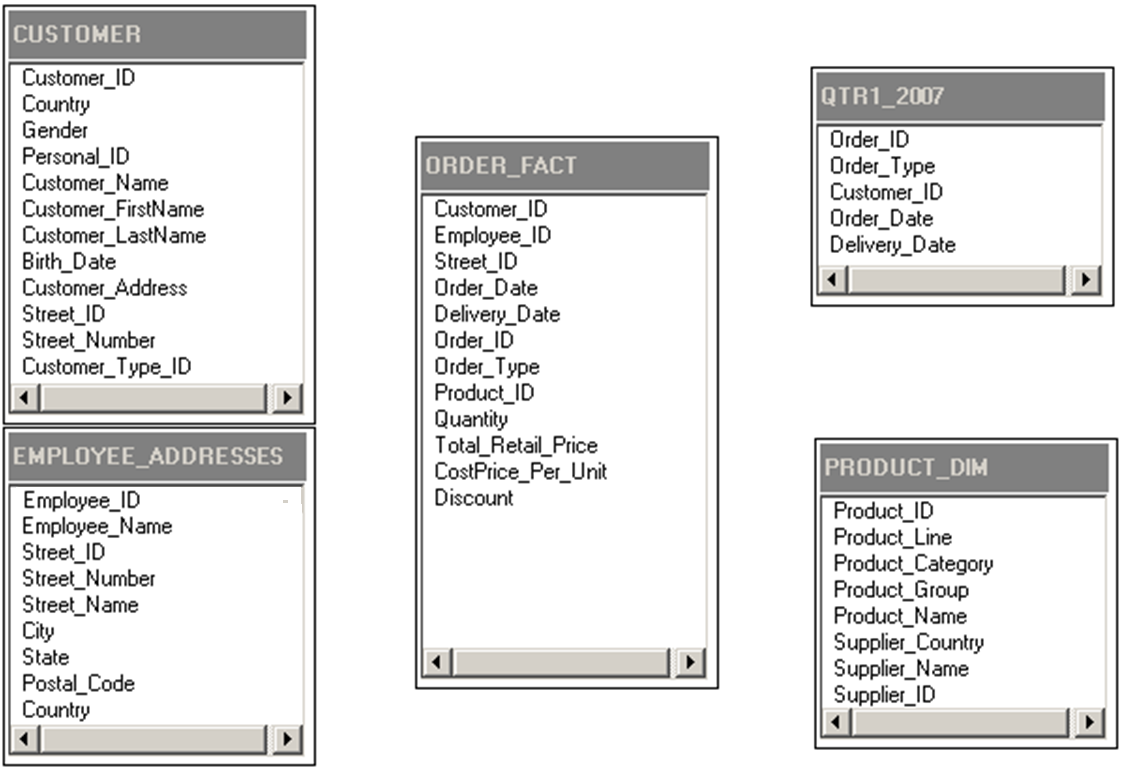 CUSTOMER
Customer_ID
Country
Gender
Personal_ID
Customer_Name
Customer_FirstName
Customer_LastName
Birth_Date
Customer_Address
Street_ID
Street_Number
Customer_Type_ID
EMPLOYEE_ADDRESSES
Employee_ID
Employee_Name
Street_ID
Street_Number
Street_Name
City
State
Postal_Code
Country
ORDER_FACT
Customer_ID
Employee_ID
Street_ID
Order_Date
Delivery_Date
Order_ID
Order_Type
Product_ID
Quantity
Total_Retail_Price
CostPrice_Per_Unit
Discount
QTR1_2007
Order_ID
Order_Type
Customer_ID
Order_Date
Delivery_Date
PRODUCT_DIM
Product_ID
Product_Line
Product_Category
Product_Group
Product_Name
Supplier_Country
Supplier_Name
Supplier_ID